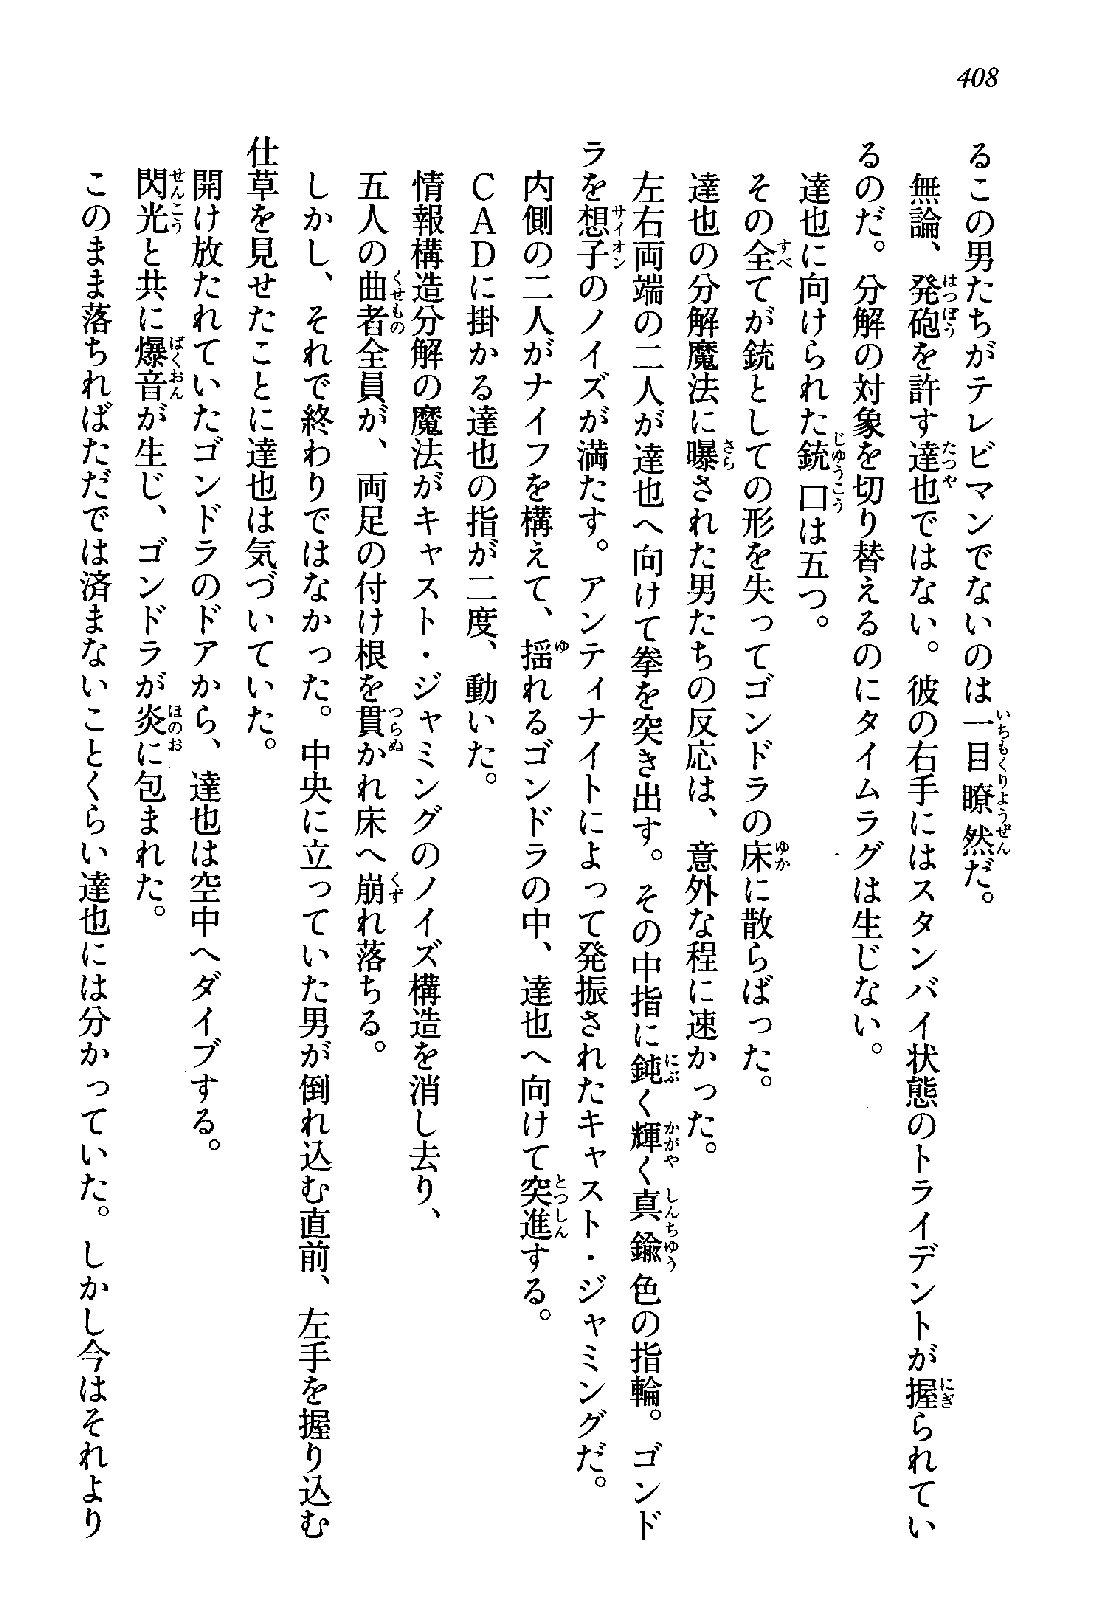 408
るこの男たちがテレビマンでないのは一目瞭然だ。
無論、発砲を許す達也ではない。彼の右手にはスタンバイ状態のトライデントが握られてい
るのだ。分解の対象を切り替えるのにタイムラグは生じない。
達也に向けられた銃口は五つ。
その全てが銃としての形を失ってゴンドラの床に散らばった。
達也の分解魔法に曝された男たちの反応は、意外な程に速かった。
左右両端の二人が達也へ向けて拳を突き出す。その中指に鈍く輝く真鍮色の指輪。ゴンド
ラを想子のノイズが満たす。アンティナイトによって発振されたキャスト・ジャミングだ。
内側の二人がナイフを構えて、揺れるゴンドラの中、達也へ向けて突進する。
ＣＡＤに掛かる達也の指が二度、動いた。
情報構造分解の魔法がキャスト・ジャミングのノイズ構造を消し去り、
五人の曲者全員が、両足の付け根を貫かれ床へ崩れ落ちる。
しかし、それで終わりではなかった。中央に立っていた男が倒れ込む直前、左手を握り込む
仕草を見せたことに達也は気づいていた。
開け放たれていたゴンドラのドアから、達也は空中へダイブする。
閃光と共に爆音が生じ、ゴンドラが炎に包まれた。
このまま落ちればただでは済まないことくらい達也には分かっていた。しかし今はそれより